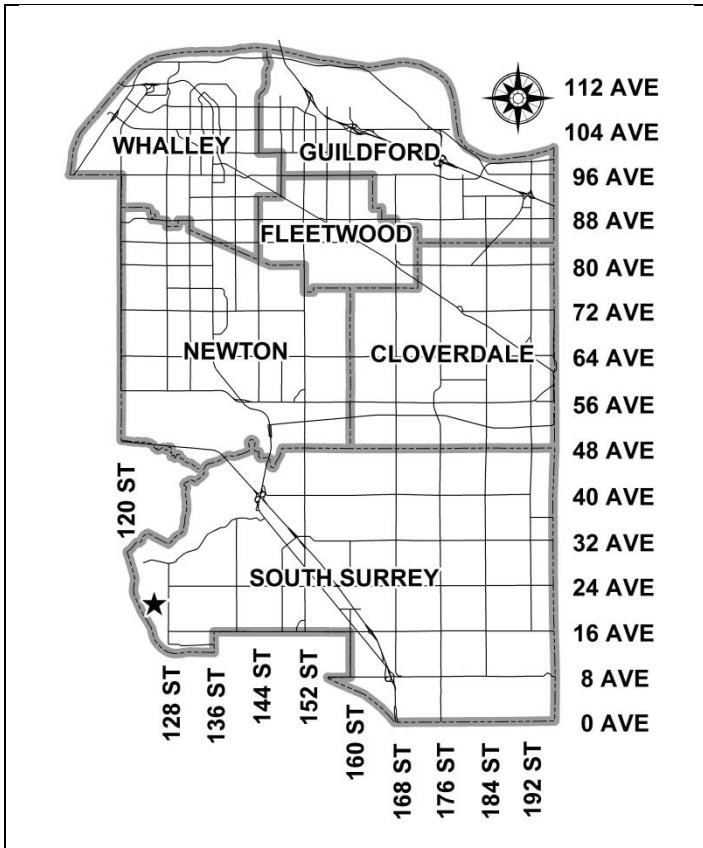 112 AVE
104 AVE
WHALLEY
GUILDFORD
96 AVE
88 AVE
FLEETWOOD
80 AVE
72 AVE
NEWTON
CLOVERDALE
64 AVE
56 AVE
48 AVE
120 ST
40 AVE
32 AVE
SOUTH SURREY
24 AVE
16 AVE
128 ST
136 ST
144 ST
152 ST
160 ST
8 AVE
0 AVE
168 ST
176 ST
184 ST
192 ST